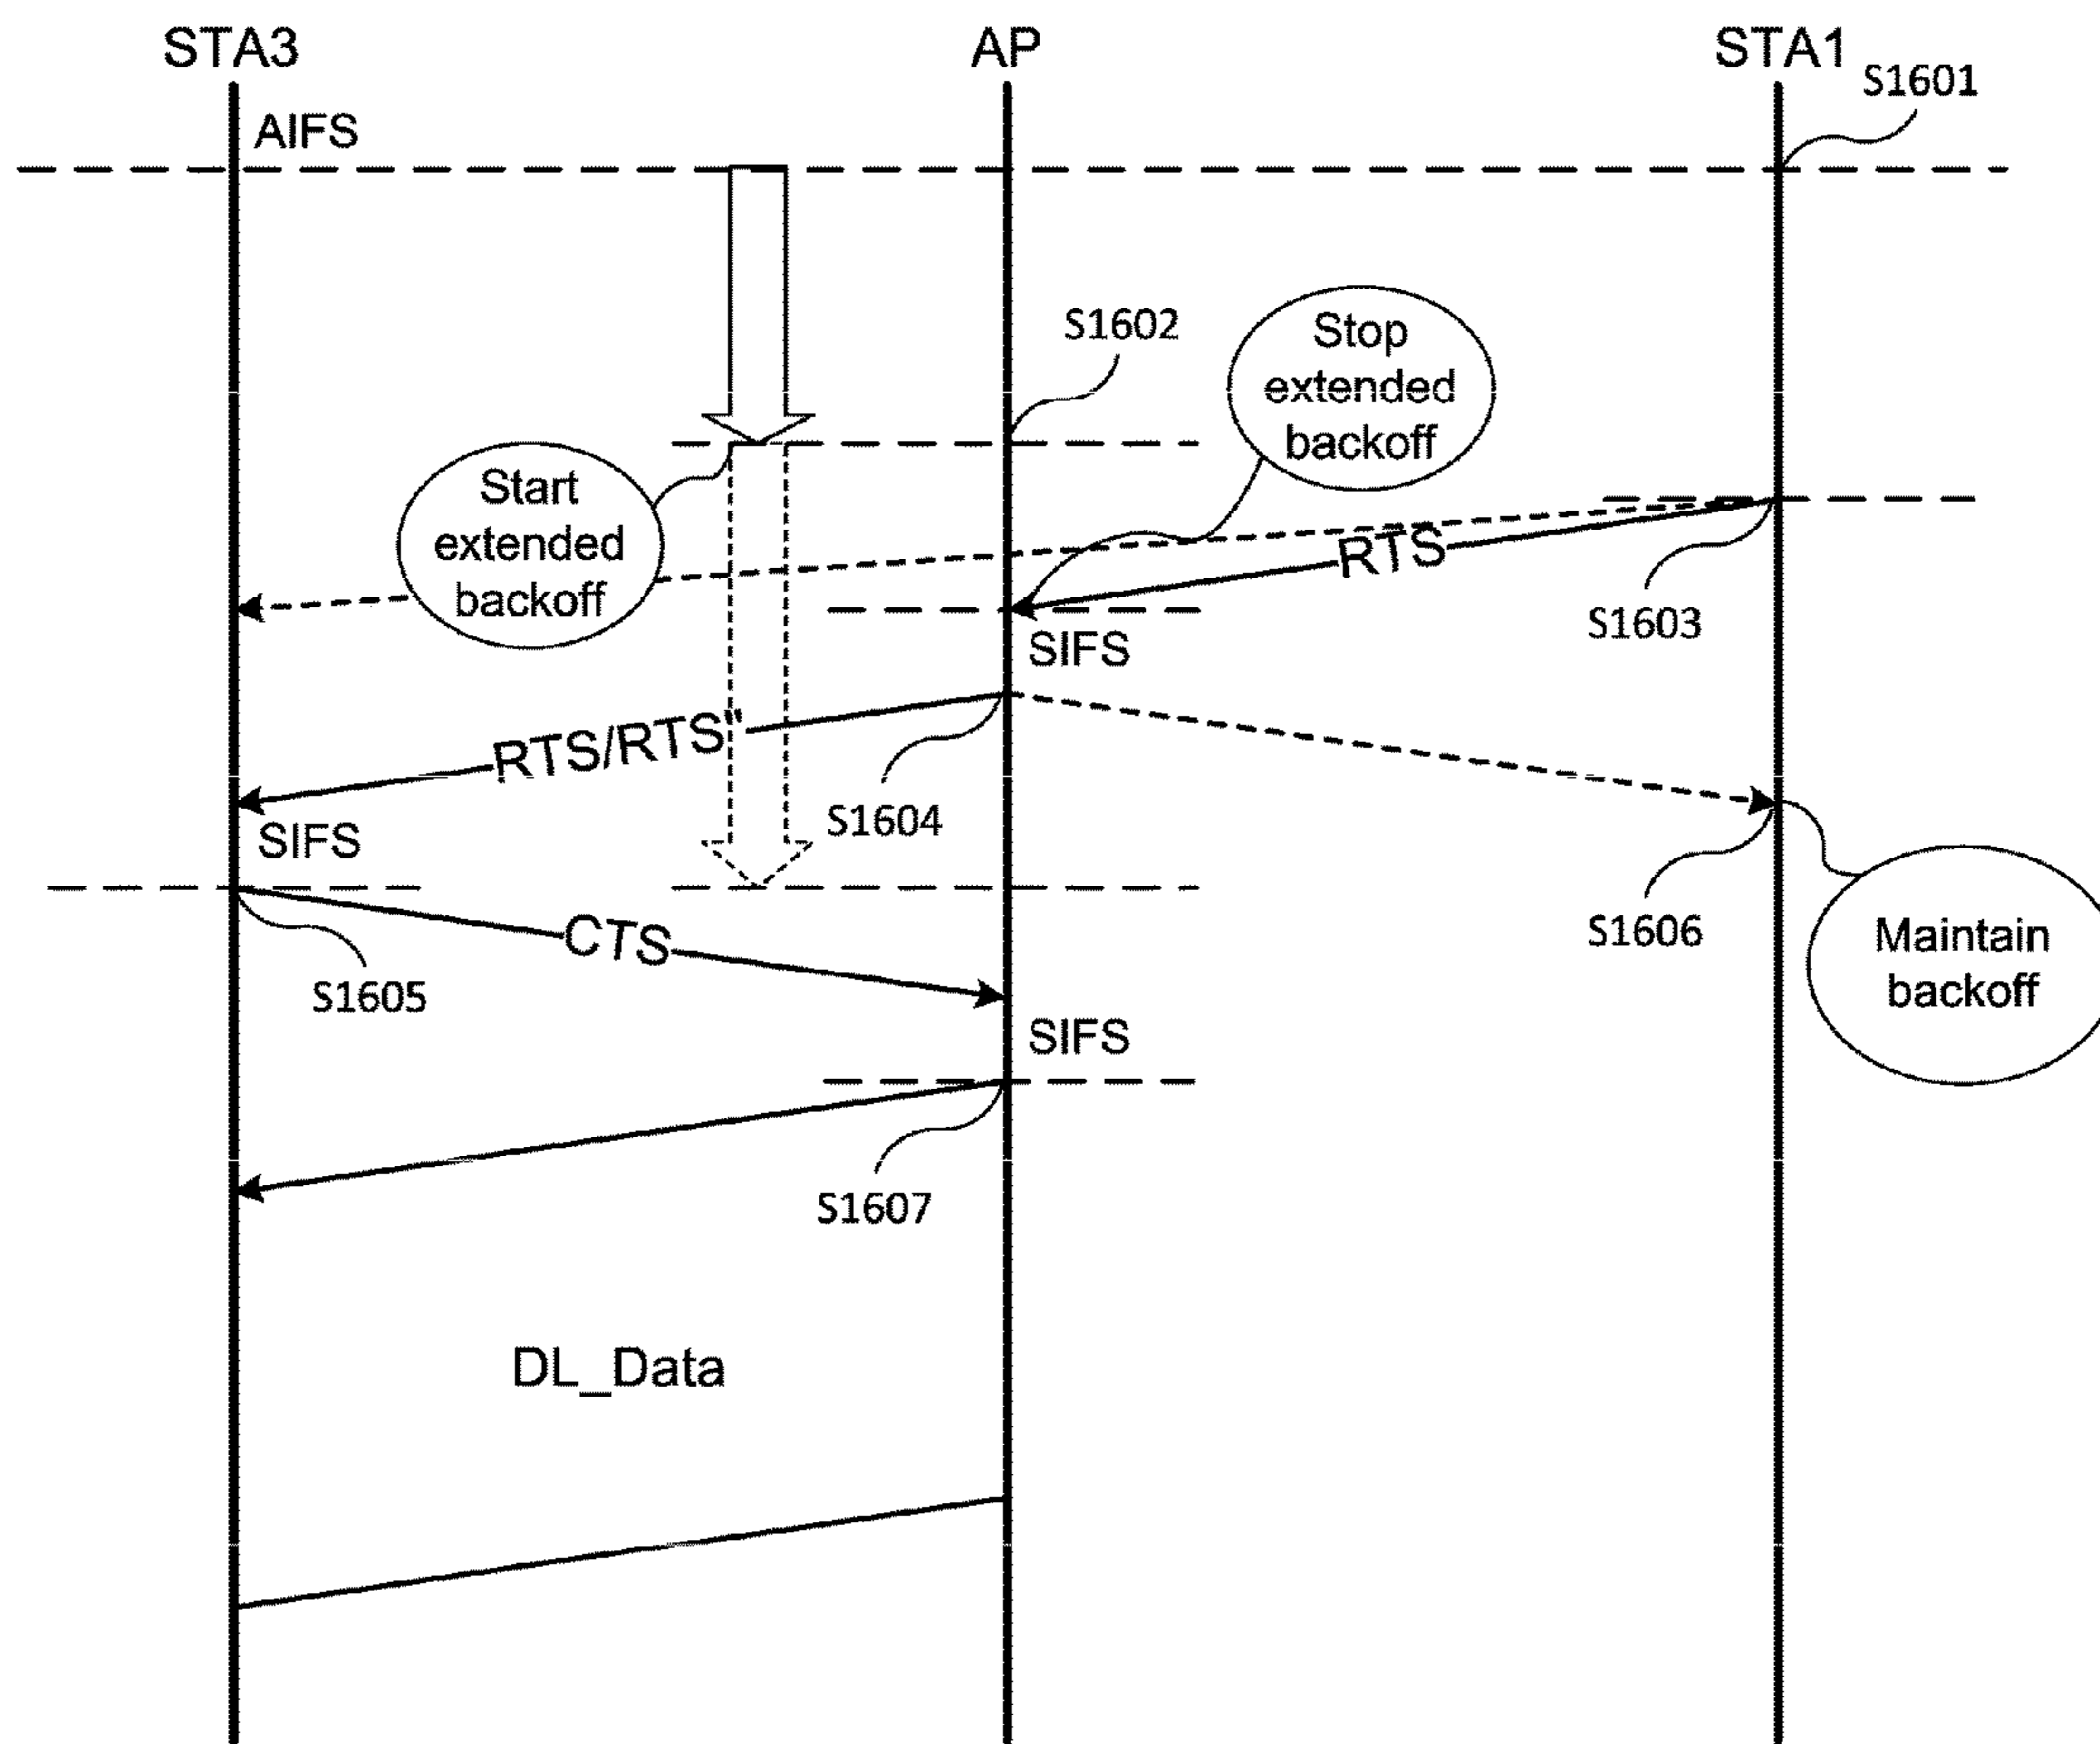 STA3
AP
STA1
S1601
AIFS
S1602
Stop
extended
backoff
Start
extended
backoff
RTS
S1603
SIFS
RTS/RTS"
S1604
SIFS
S1606
CTS
Maintain
backoff
S1605
SIFS
S1607
DL_Data